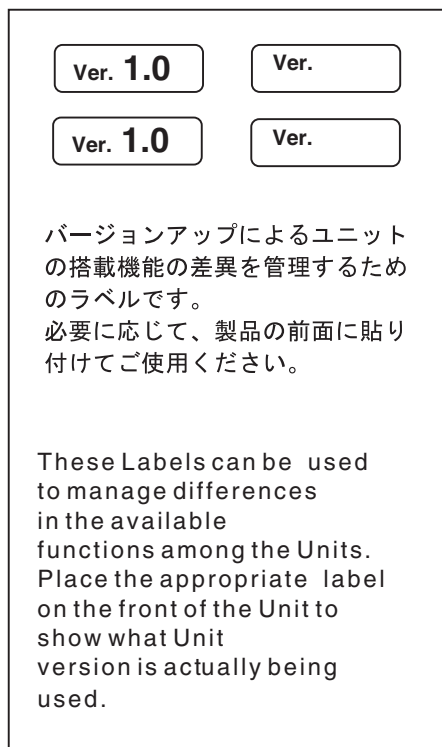 Ver. 1.0 Ver.
Ver. 1.0 Ver.
バージョンアップによるユニット
の搭載機能の差異を管理するため
のラベルです。
必要に応じて、製品の前面に貼り
付けてご使用ください。
These Labels can be used
to manage differences
in the available
functions among the Units.
Place the appropriate label
on the front of the Unit to
show what Unit
version is actually being
used.